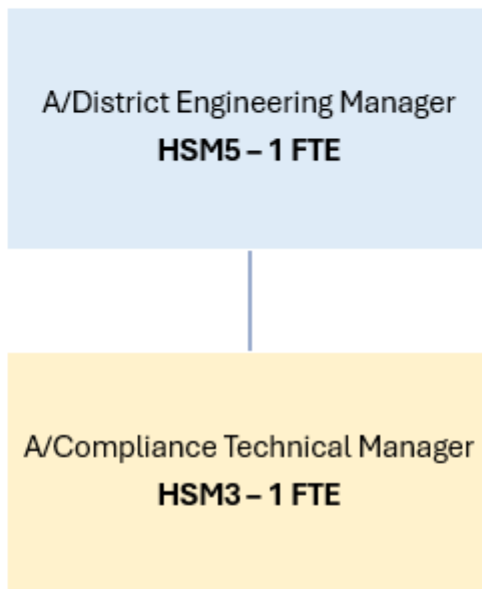 A/District Engineering Manager
HSM5 – 1 FTE
A/Compliance Technical Manager
HSM3 – 1 FTE